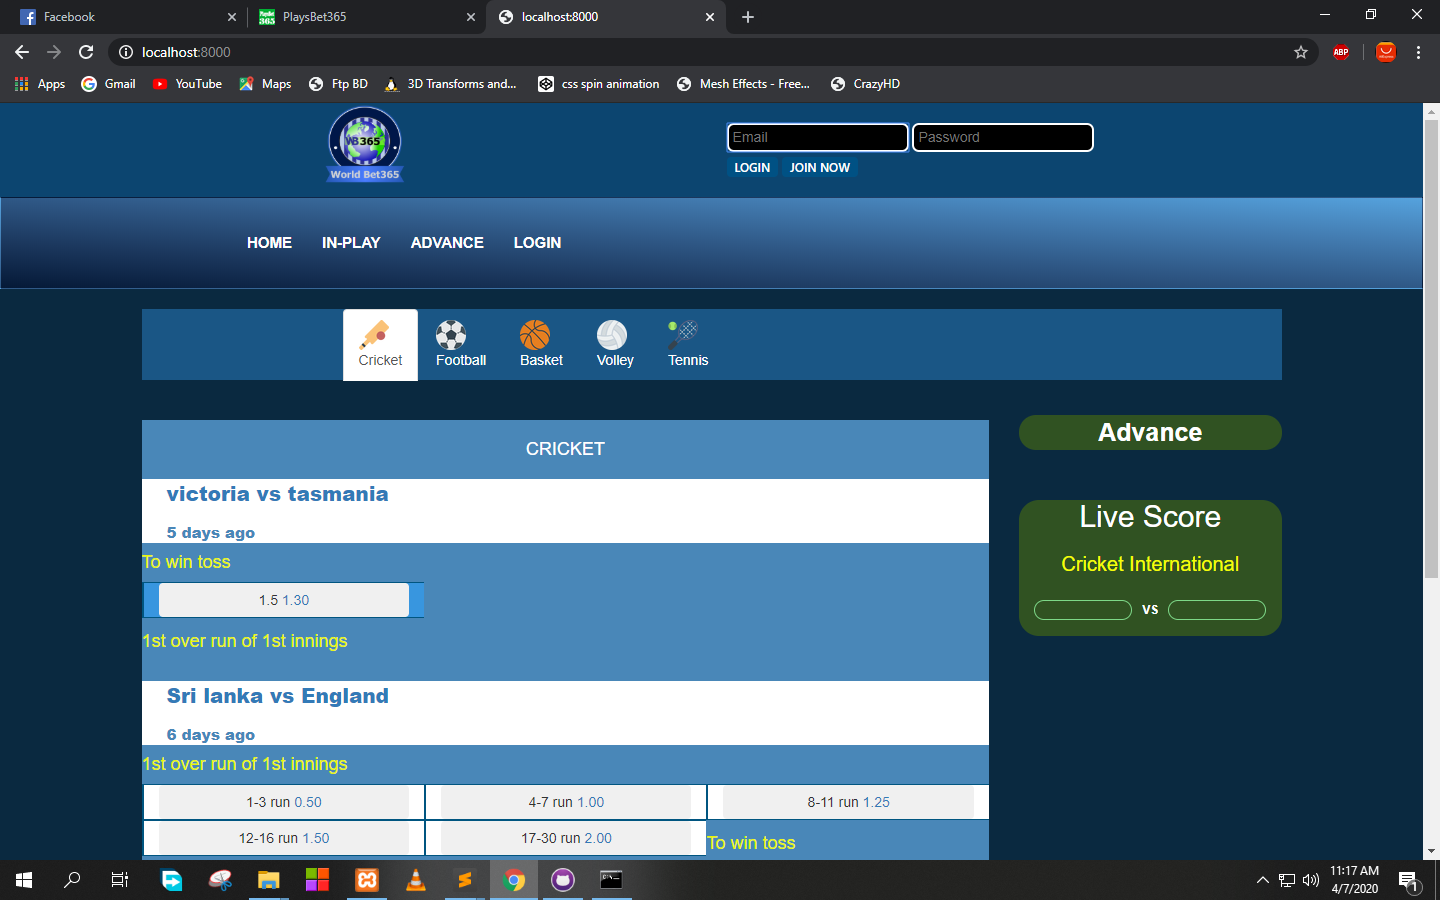 Facebook
PlaysBet365
localhost:8000
localhost:8000
ABP
Apps
Gmail
YouTube
Maps
Ftp BD
3D Transforms and...
css spin animation
Mesh Effects - Free...
CrazyHD
WB365
World Bet365
Email
Password
LOGIN
JOIN NOW
HOME
IN-PLAY
ADVANCE
LOGIN
Cricket
Football
Basket
Volley
Tennis
CRICKET
victoria vs tasmania
5 days ago
To win toss
1.5 1.30
1st over run of 1st innings
Sri lanka vs England
6 days ago
1st over run of 1st innings
1-3 run 0.50
4-7 run 1.00
8-11 run 1.25
12-16 run 1.50
17-30 run 2.00
To win toss
Advance
Live Score
Cricket International
VS
11:17 AM
4/7/2020
1